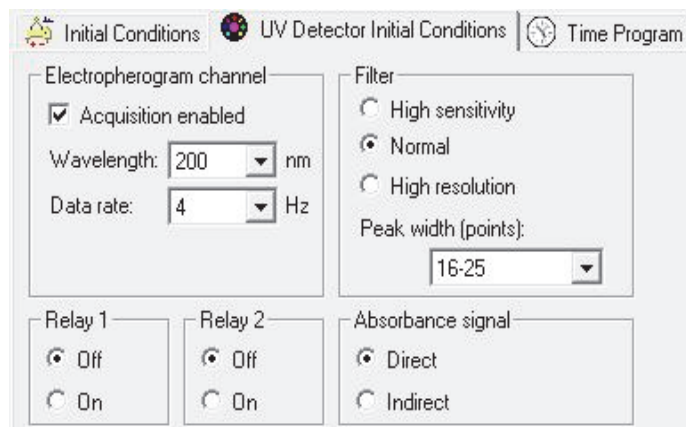 Initial Conditions UV Detector Initial Conditions Time Program
Electropherogram channel
Acquisition enabled
Wavelength: 200 nm
Data rate: 4 Hz
Filter
High sensitivity
Normal
High resolution
Peak width (points):
16-25
Relay 1
Off
On
Relay 2
Off
On
Absorbance signal
Direct
Indirect